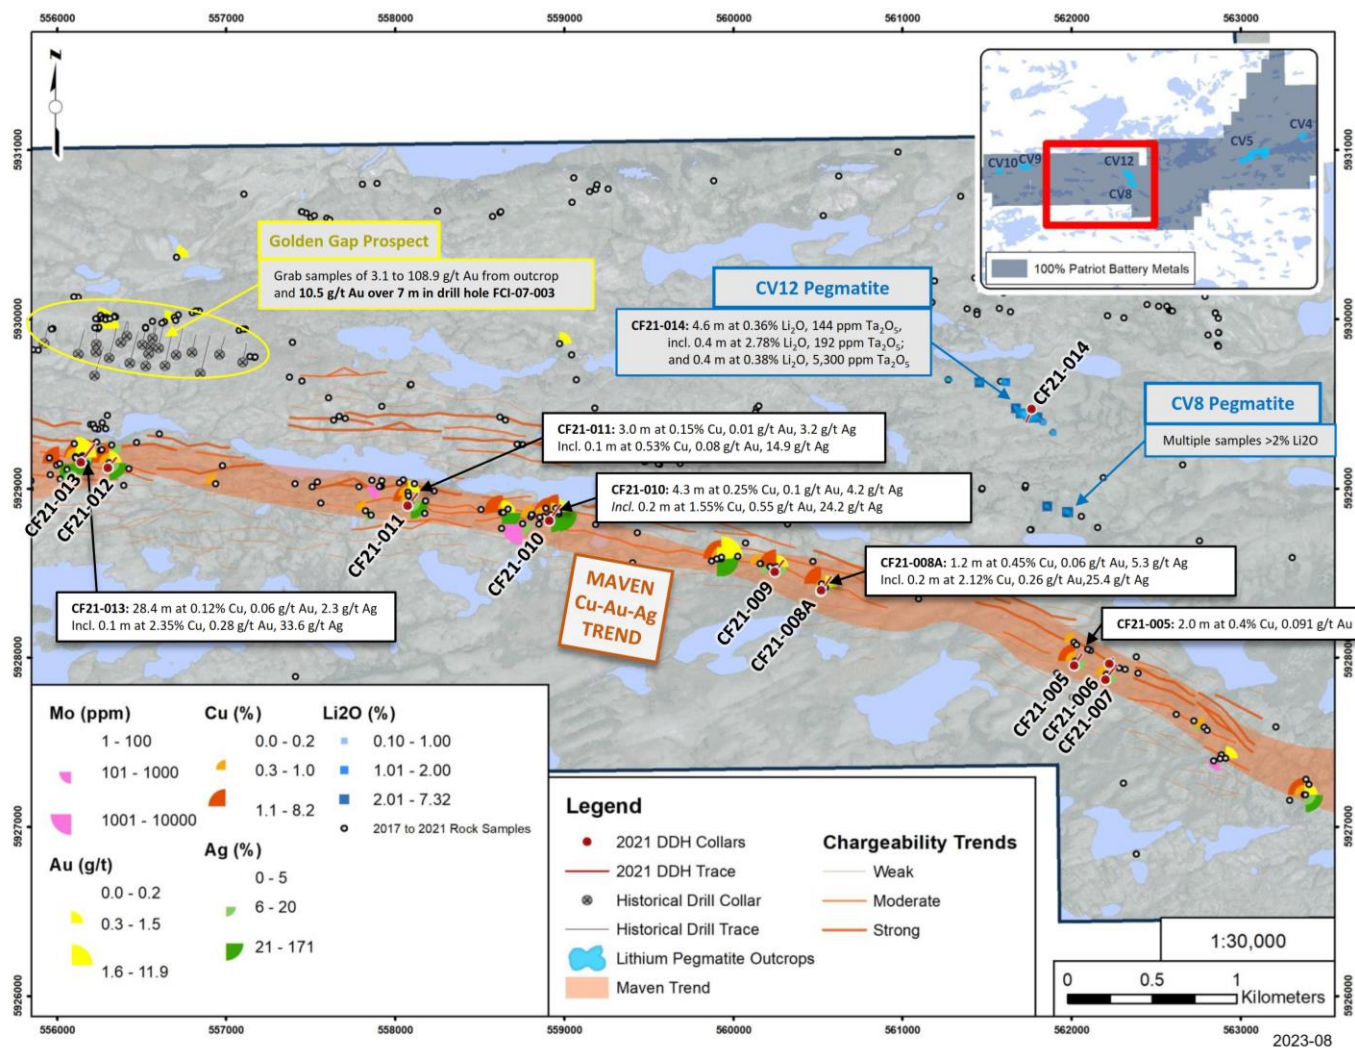 556000
557000
558000
559000
560000
561000
562000
563000
5931000
5931000
5930000
5930000
5929000
5929000
5928000
5928000
5927000
5927000
5926000
5926000
Z
CV4
CV5
CV10
CV9
CV12
CV8
100% Patriot Battery Metals
Golden Gap Prospect
Grab samples of 3.1 to 108.9 g/t Au from outcrop
and 10.5 g/t Au over 7 m in drill hole FCI-07-003
CV12 Pegmatite
CF21-014: 4.6 m at 0.36% Li2O, 144 ppm Ta2O5,
incl. 0.4 m at 2.78% Li2O, 192 ppm Ta2O5;
and 0.4 m at 0.38% Li2O, 5,300 ppm Ta2O5
CF21-014
CV8 Pegmatite
Multiple samples >2% Li2O
CF21-011: 3.0 m at 0.15% Cu, 0.01 g/t Au, 3.2 g/t Ag
Incl. 0.1 m at 0.53% Cu, 0.08 g/t Au, 14.9 g/t Ag
CF21-010: 4.3 m at 0.25% Cu, 0.1 g/t Au, 4.2 g/t Ag
Incl. 0.2 m at 1.55% Cu, 0.55 g/t Au, 24.2 g/t Ag
CF21-013
CF21-012
CF21-011
CF21-010
CF21-009
CF21-008A
CF21-005
CF21-006
CF21-007
MAVEN
Cu-Au-Ag
TREND
CF21-008A: 1.2 m at 0.45% Cu, 0.06 g/t Au, 5.3 g/t Ag
Incl. 0.2 m at 2.12% Cu, 0.26 g/t Au,25.4 g/t Ag
CF21-013: 28.4 m at 0.12% Cu, 0.06 g/t Au, 2.3 g/t Ag
Incl. 0.1 m at 2.35% Cu, 0.28 g/t Au, 33.6 g/t Ag
CF21-005: 2.0 m at 0.4% Cu, 0.091 g/t Au
Mo (ppm)
1 - 100
101 - 1000
1001 - 10000
Cu (%)
0.0 - 0.2
0.3 - 1.0
1.1 - 8.2
Li2O (%)
0.10 - 1.00
1.01 - 2.00
2.01 - 7.32
2017 to 2021 Rock Samples
Au (g/t)
0.0 - 0.2
0.3 - 1.5
1.6 - 11.9
Ag (%)
0 - 5
6 - 20
21 - 171
Legend
2021 DDH Collars
2021 DDH Trace
Historical Drill Collar
Historical Drill Trace
Lithium Pegmatite Outcrops
Maven Trend
Chargeability Trends
Weak
Moderate
Strong
1:30,000
0 0.5 1
Kilometers
556000
557000
558000
559000
560000
561000
562000
563000
2023-08